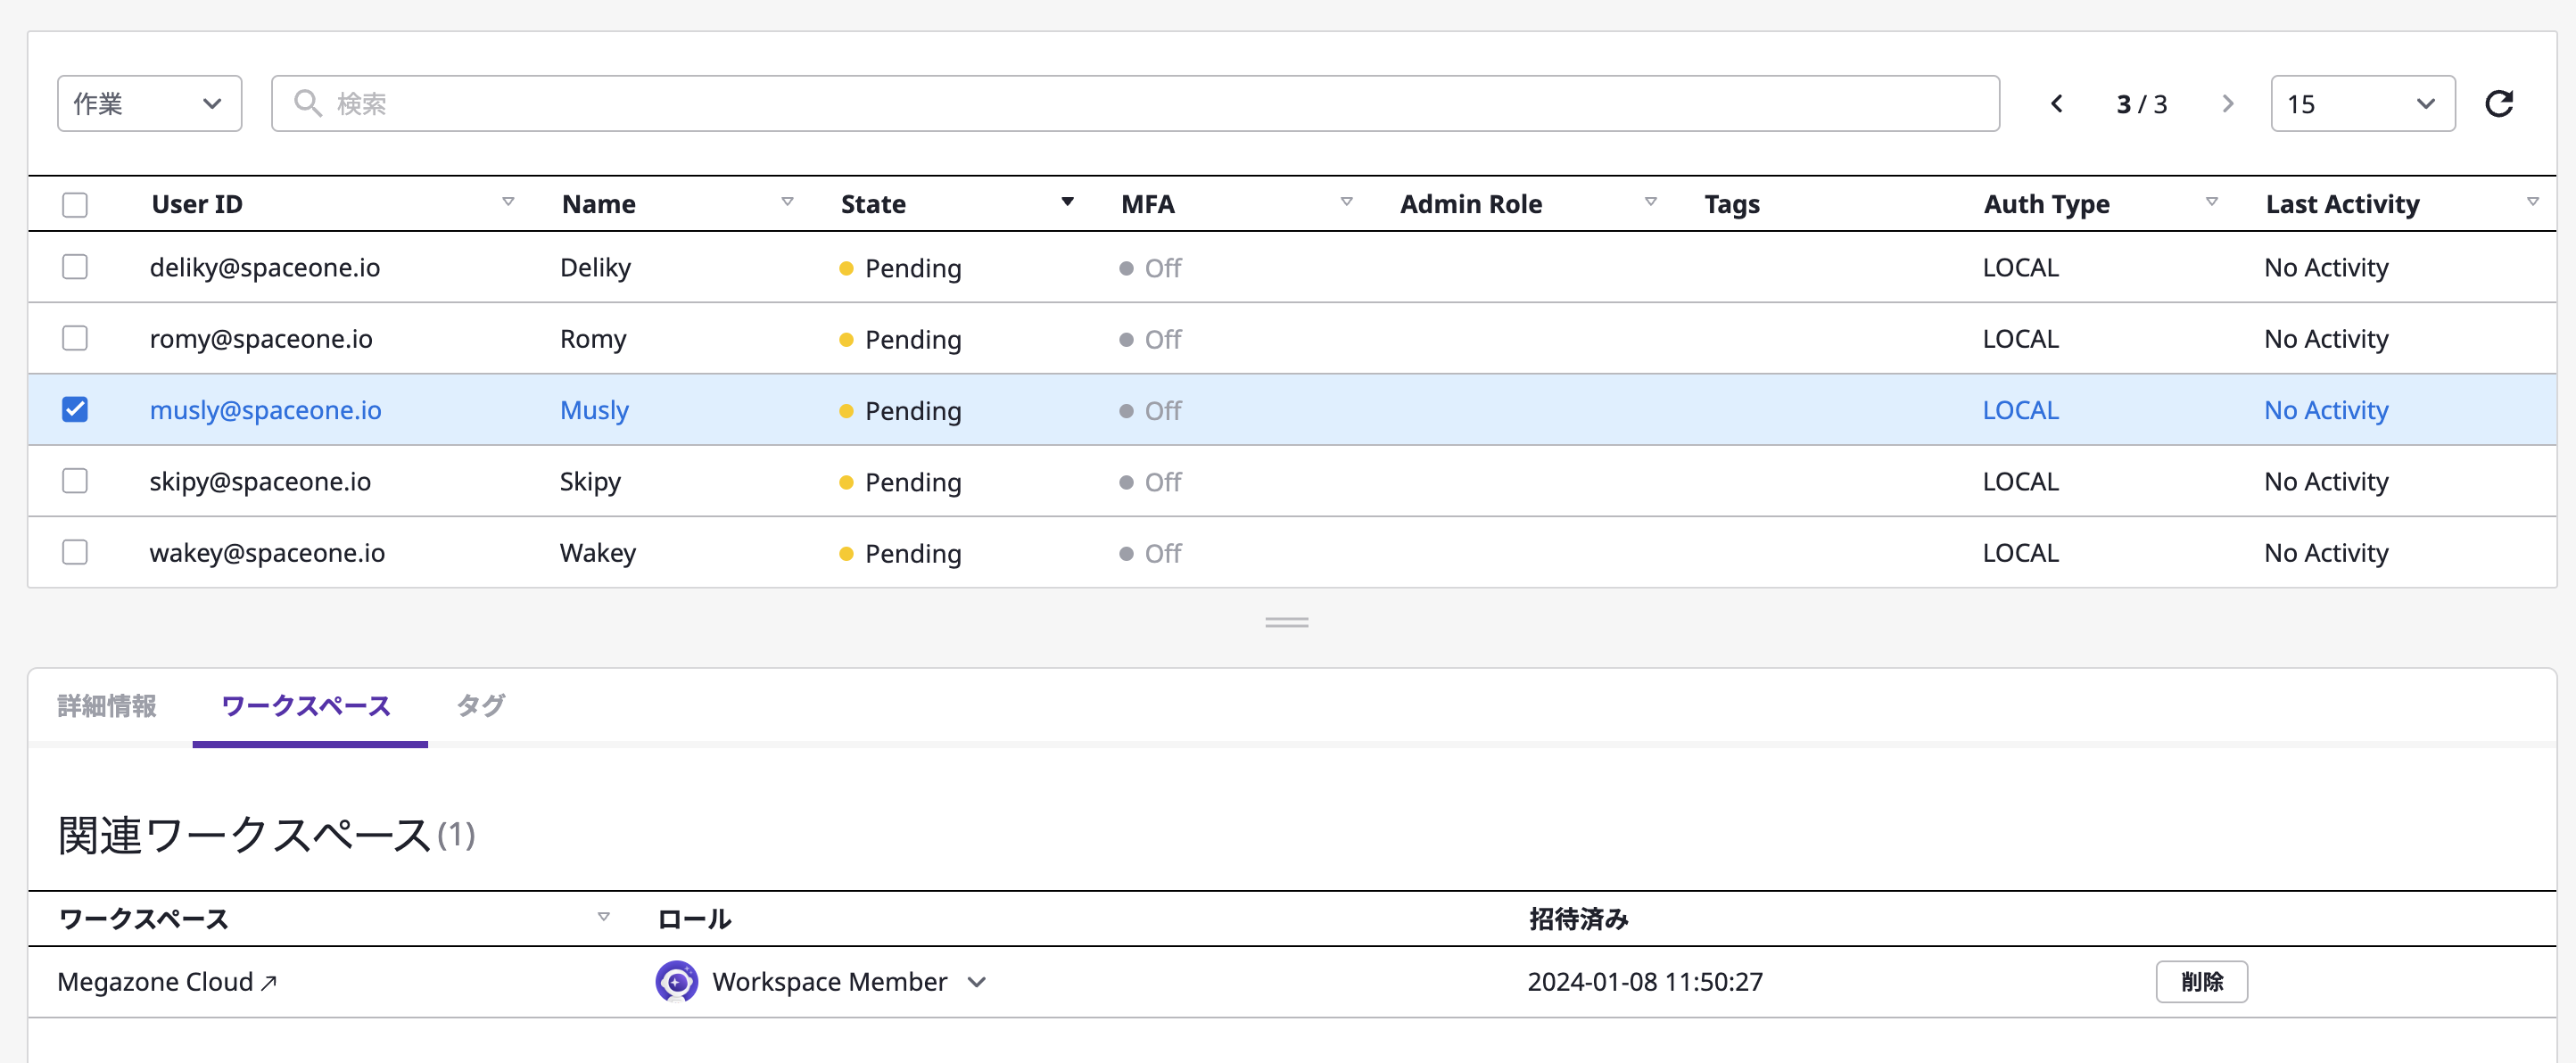 作業 検索 3 / 3 15
User ID Name State MFA Admin Role Tags Auth Type Last Activity
deliky@spaceone.io Deliky Pending Off LOCAL No Activity
romy@spaceone.io Romy Pending Off LOCAL No Activity
musly@spaceone.io Musly Pending Off LOCAL No Activity
skipy@spaceone.io Skipy Pending Off LOCAL No Activity
wakey@spaceone.io Wakey Pending Off LOCAL No Activity
詳細情報 ワークスペース タグ
関連ワークスペース(1)
ワークスペース ロール 招待済み
Megazone Cloud Workspace Member 2024-01-08 11:50:27 削除